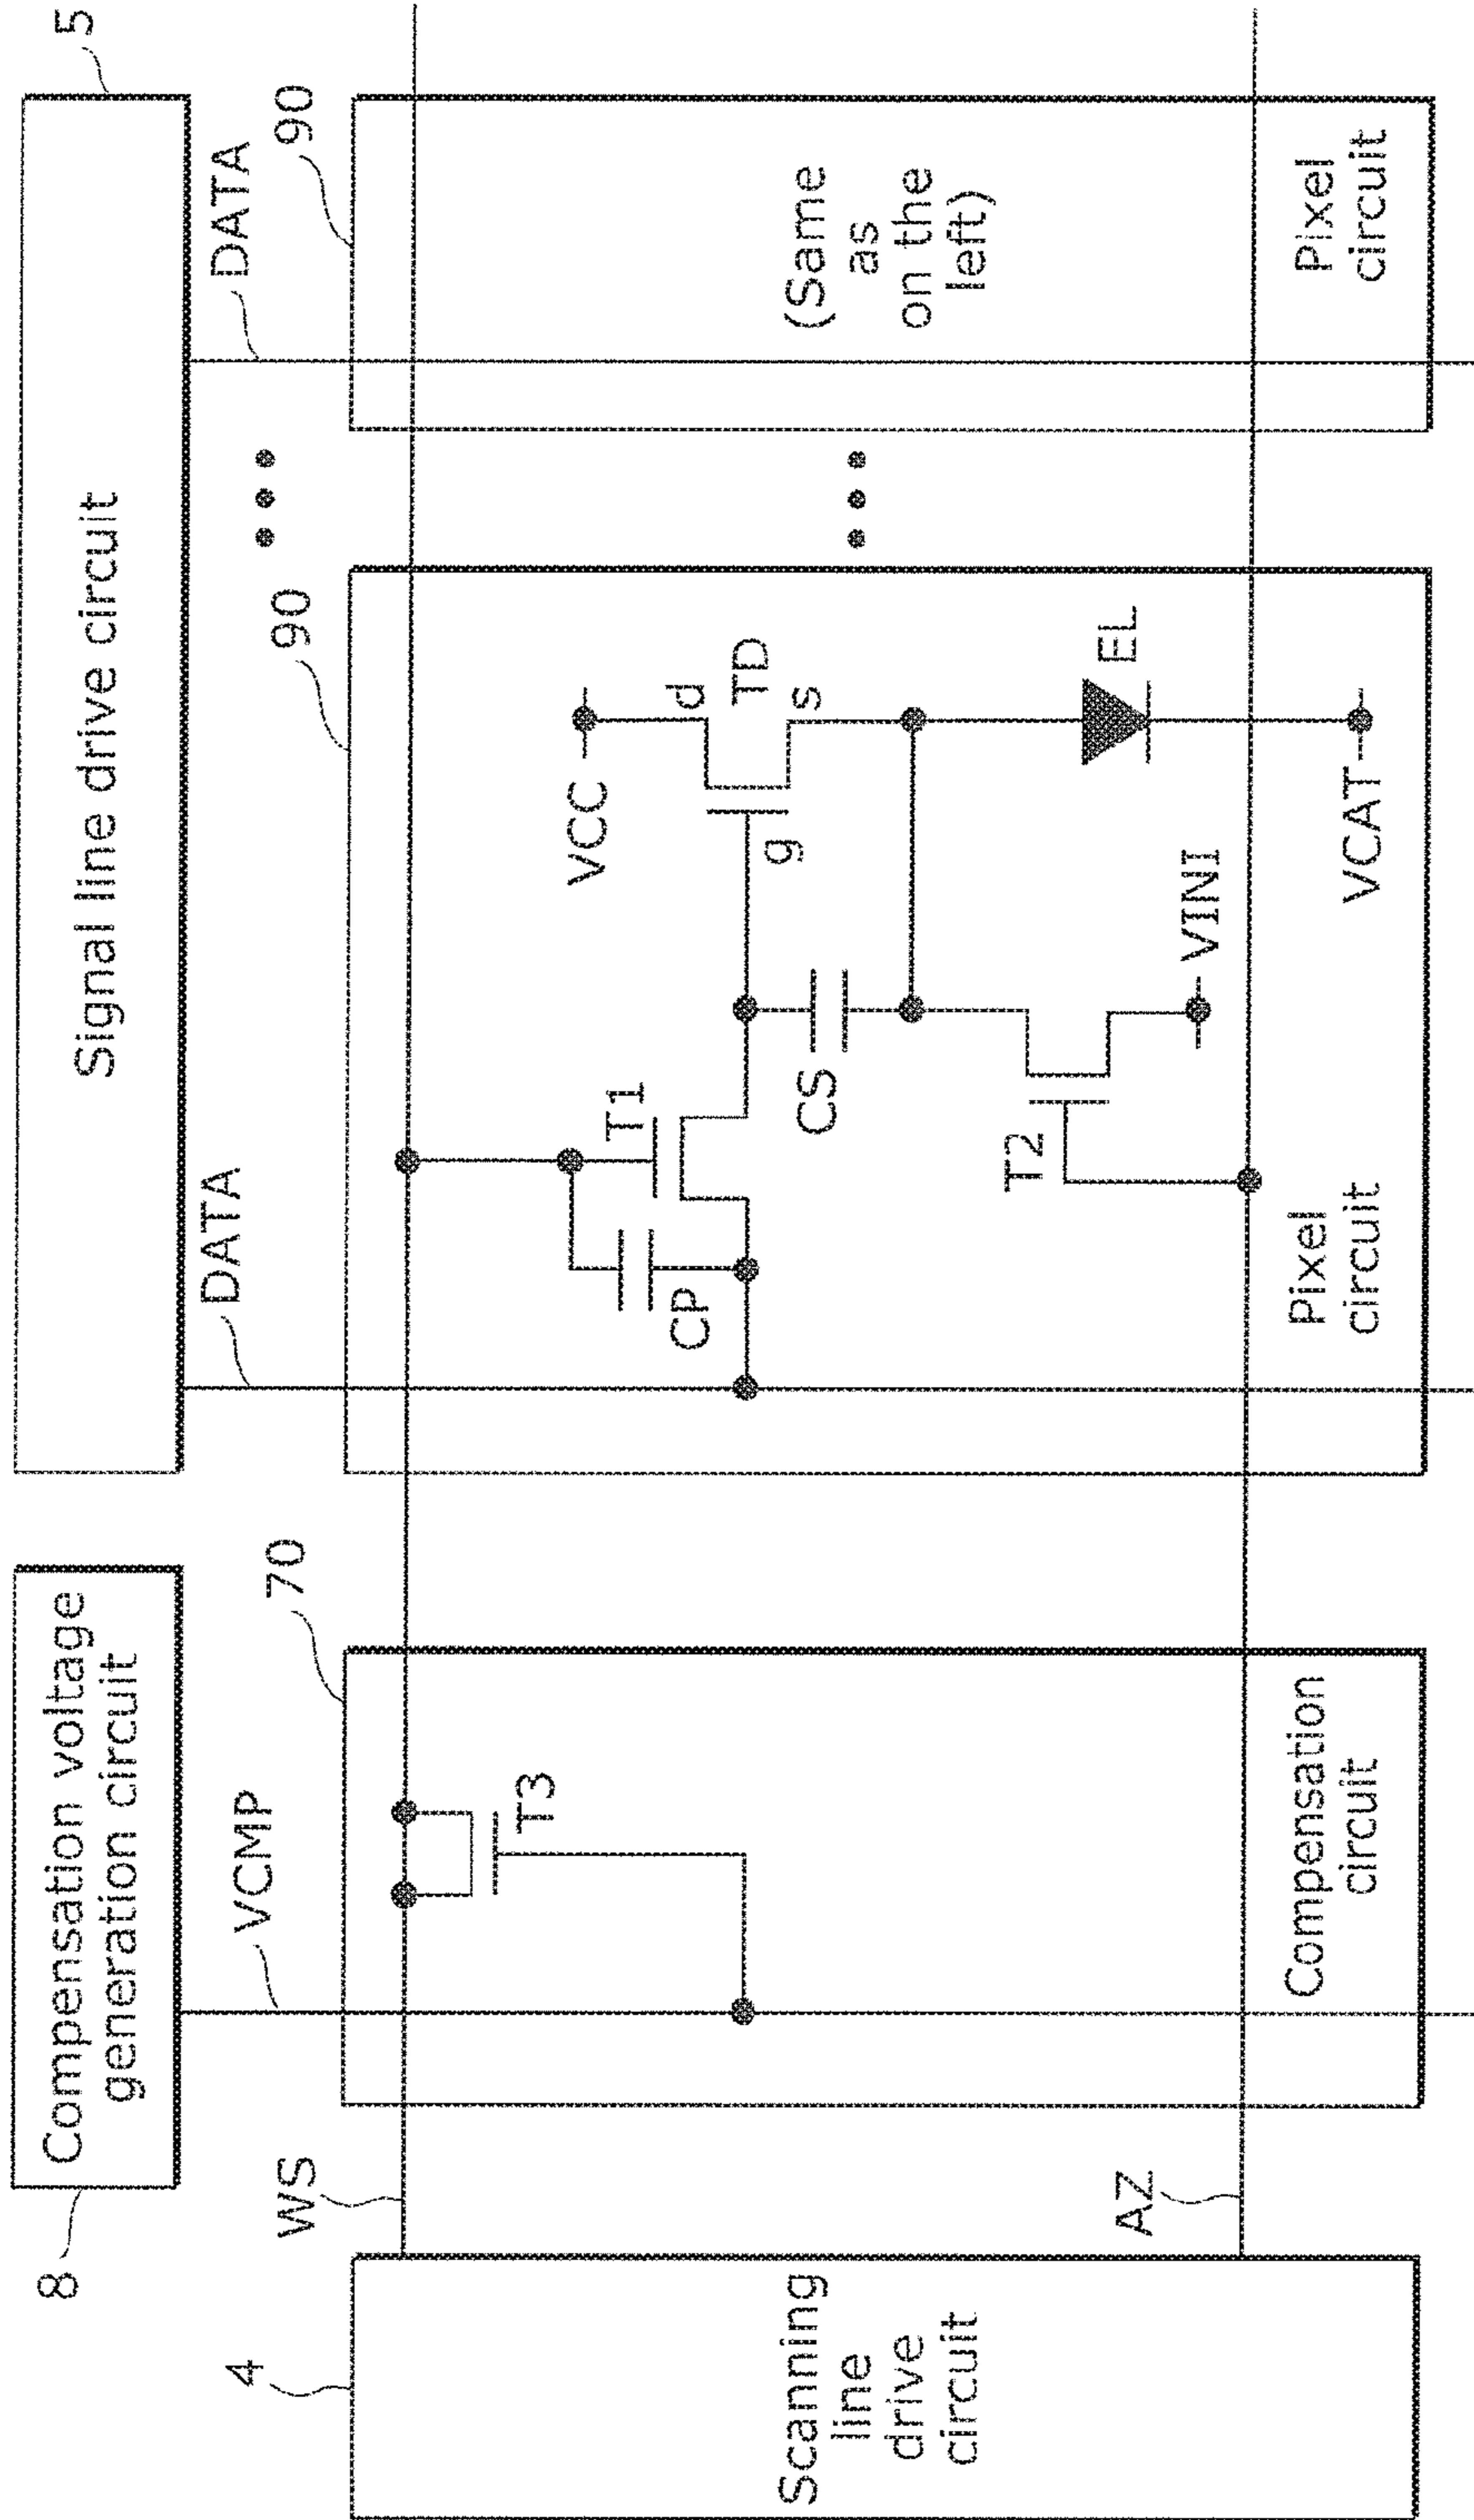 8
Compensation voltage
generation circuit
Signal line drive circuit
5
WS
VCMP
70
DATA
90
DATA
90
4
Scanning
line
drive
circuit
AZ
T3
Compensation
circuit
CP
T1
CS
T2
VCC
d
TD
s
g
EL
VINI
VCAT
Pixel
circuit
(Same
as
on the
left)
Pixel
circuit